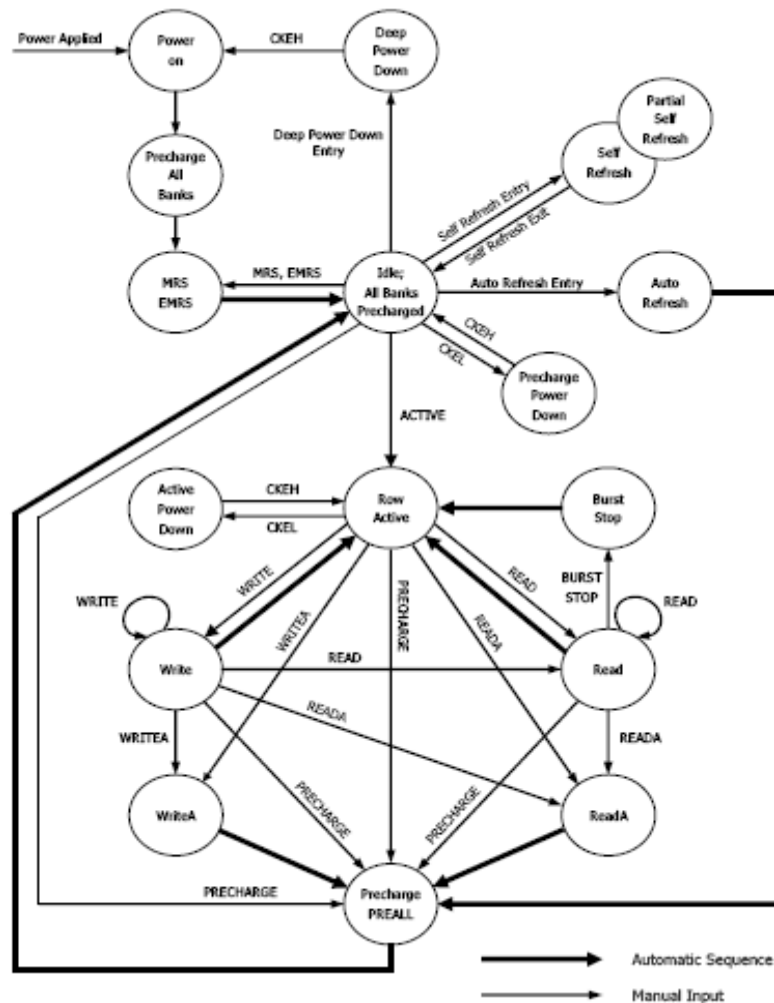 Power Applied
Power
on
CKEH
Deep
Power
Down
Partial
Self
Refresh
Self
Refresh
Deep Power Down
Entry
Precharge
All
Banks
Self Refresh Entry
Self Refresh Exit
MRS
EMRS
MRS, EMRS
Idle;
All Banks
Precharged
Auto Refresh Entry
Auto
Refresh
CKEH
CKEL
Precharge
Power
Down
ACTIVE
Active
Power
Down
CKEH
CKEL
Row
Active
Burst
Stop
WRITE
WRITE
WRITEA
PRECHARGE
READ
READA
BURST
STOP
READ
Write
READ
Read
READA
WRITEA
READA
PRECHARGE
PRECHARGE
WriteA
ReadA
PRECHARGE
Precharge
PREALL
Automatic Sequence
Manual Input